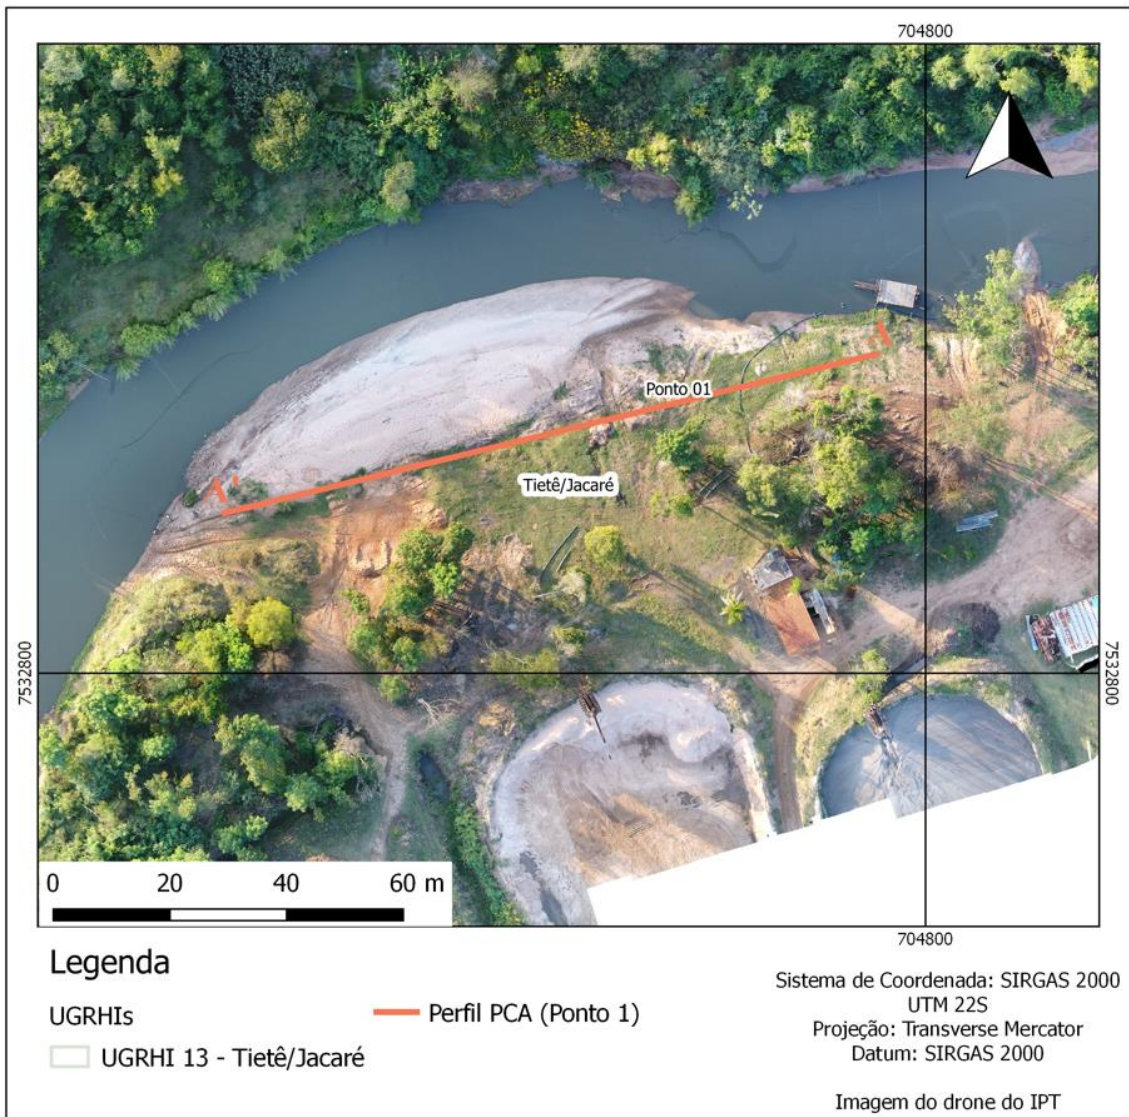 704800
A
Ponto 01
Tietê/Jacaré
A'
7532800
7532800
0 20 40 60 m
704800
Legenda
UGRHIs
UGRHI 13 - Tietê/Jacaré
Perfil PCA (Ponto 1)
Sistema de Coordenada: SIRGAS 2000
UTM 22S
Projeção: Transverse Mercator
Datum: SIRGAS 2000
Imagem do drone do IPT